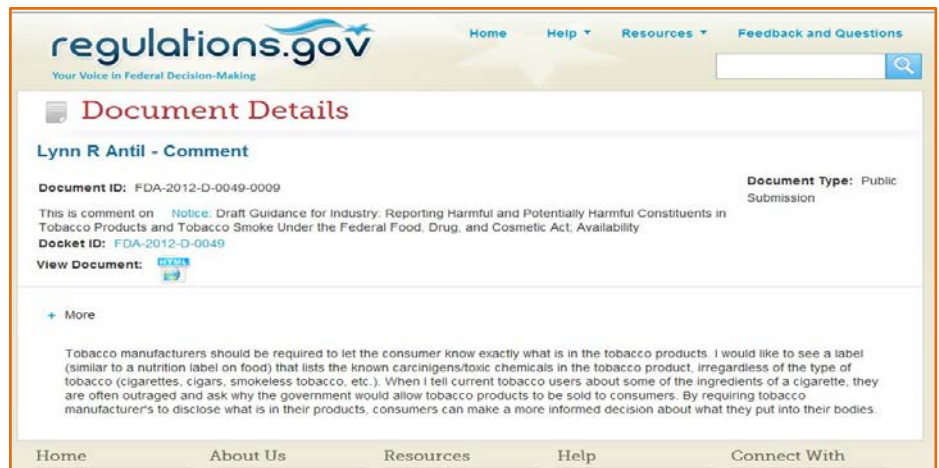 regulations.gov
Your Voice in Federal Decision-Making
Home Help Resources Feedback and Questions
Document Details
Lynn R Antil - Comment
Document ID: FDA-2012-D-0049-0009
Document Type: Public
Submission
This is comment on Notice: Draft Guidance for Industry: Reporting Harmful and Potentially Harmful Constituents in
Tobacco Products and Tobacco Smoke Under the Federal Food, Drug, and Cosmetic Act; Availability
Docket ID: FDA-2012-D-0049
View Document:
HTML
+ More
Tobacco manufacturers should be required to let the consumer know exactly what is in the tobacco products. I would like to see a label
(similar to a nutrition label on food) that lists the known carcinigens/toxic chemicals in the tobacco product, irregardless of the type of
tobacco (cigarettes, cigars, smokeless tobacco, etc.). When I tell current tobacco users about some of the ingredients of a cigarette, they
are often outraged and ask why the government would allow tobacco products to be sold to consumers. By requiring tobacco
manufacturer's to disclose what is in their products, consumers can make a more informed decision about what they put into their bodies.
Home About Us Resources Help Connect With